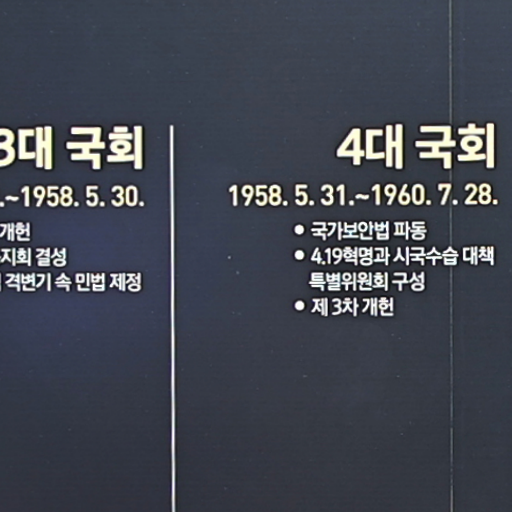 3대 국회
.~1958. 5. 30.
개헌
지회 결성
격변기 속 민법 제정
4대 국회
1958. 5. 31.~1960. 7. 28.
● 국가보안법 파동
● 4.19혁명과 시국수습 대책
특별위원회 구성
● 제 3차 개헌